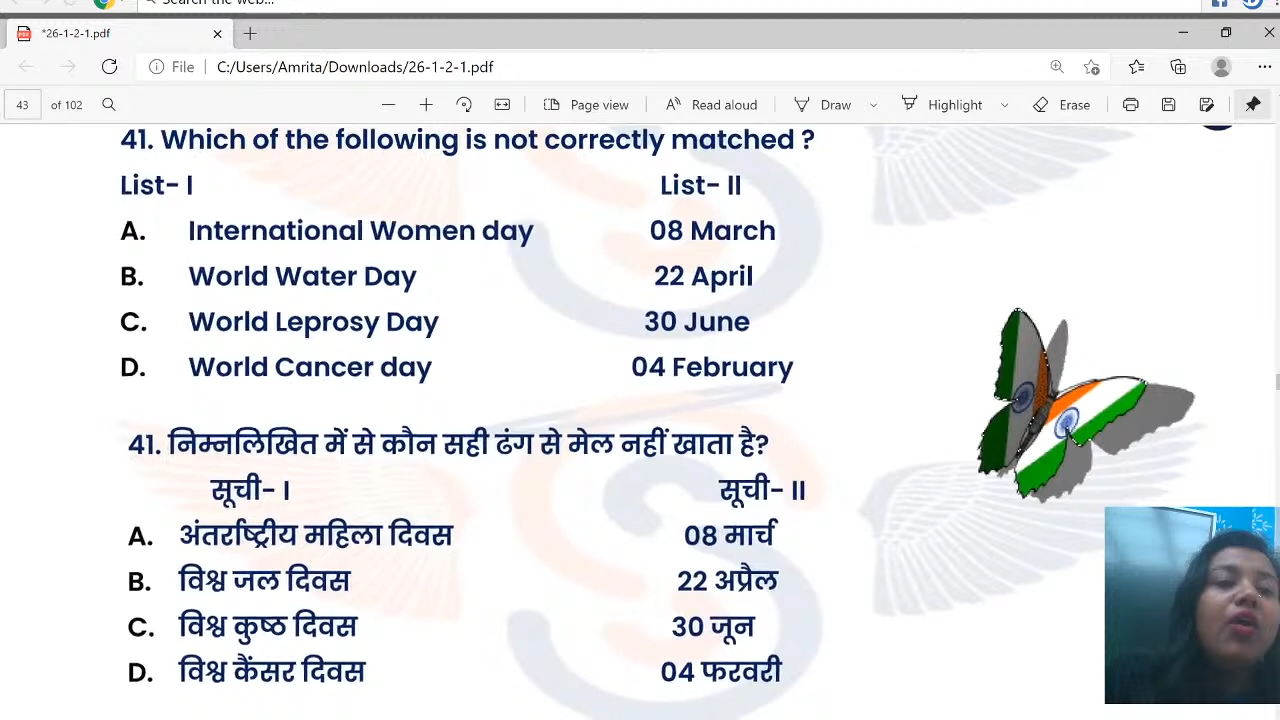 Search the web...
*26-1-2-1.pdf
File C:/Users/Amrita/Downloads/26-1-2-1.pdf
43 of 102 Page view Read aloud Draw Highlight Erase
41. Which of the following is not correctly matched ?
List- I List- II
A. International Women day 08 March
B. World Water Day 22 April
C. World Leprosy Day 30 June
D. World Cancer day 04 February
41. निम्नलिखित में से कौन सही ढंग से मेल नहीं खाता है?
सूची- I सूची- II
A. अंतर्राष्ट्रीय महिला दिवस 08 मार्च
B. विश्व जल दिवस 22 अप्रैल
C. विश्व कुष्ठ दिवस 30 जून
D. विश्व कैंसर दिवस 04 फरवरी